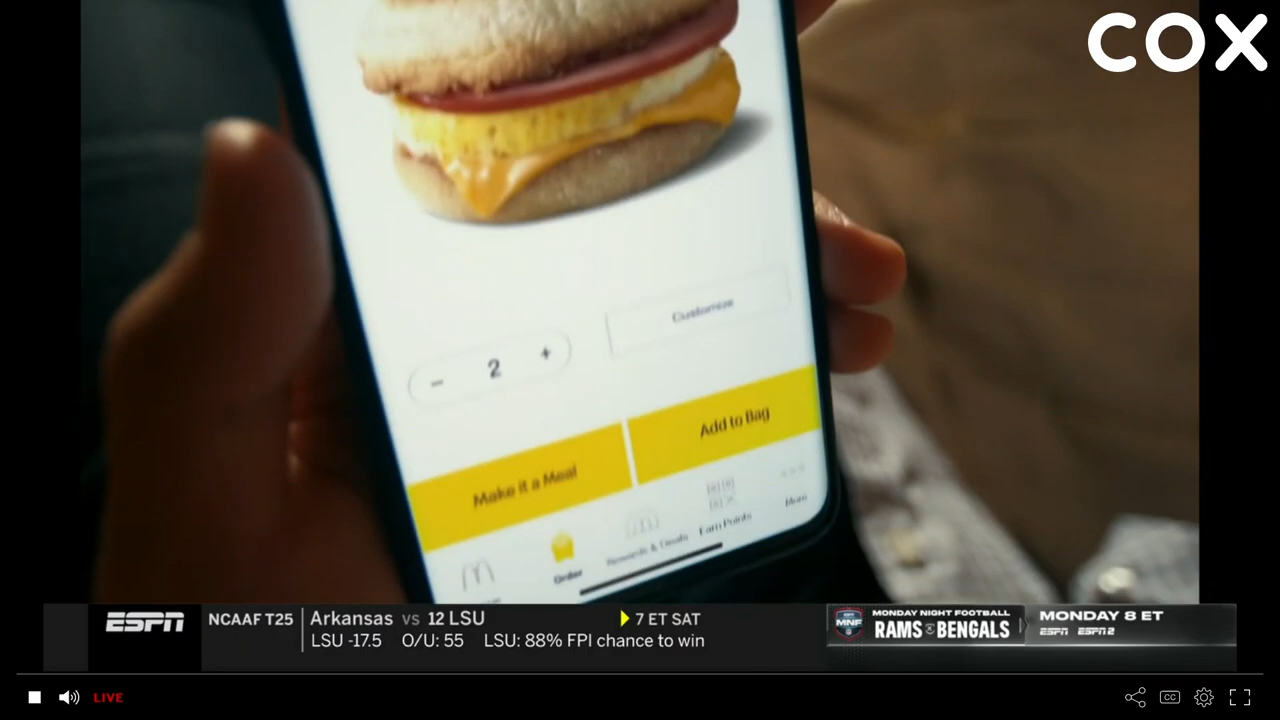 COX
Customize
− 2 +
Add to Bag
Make it a Meal
Order
Rewards & Deals
Earn Points
More
ESPN
NCAAF T25
Arkansas vs 12 LSU
7 ET SAT
LSU -17.5 O/U: 55 LSU: 88% FPI chance to win
MNF
MONDAY NIGHT FOOTBALL
RAMS BENGALS
MONDAY 8 ET
ESPN ESPN2
LIVE
CC